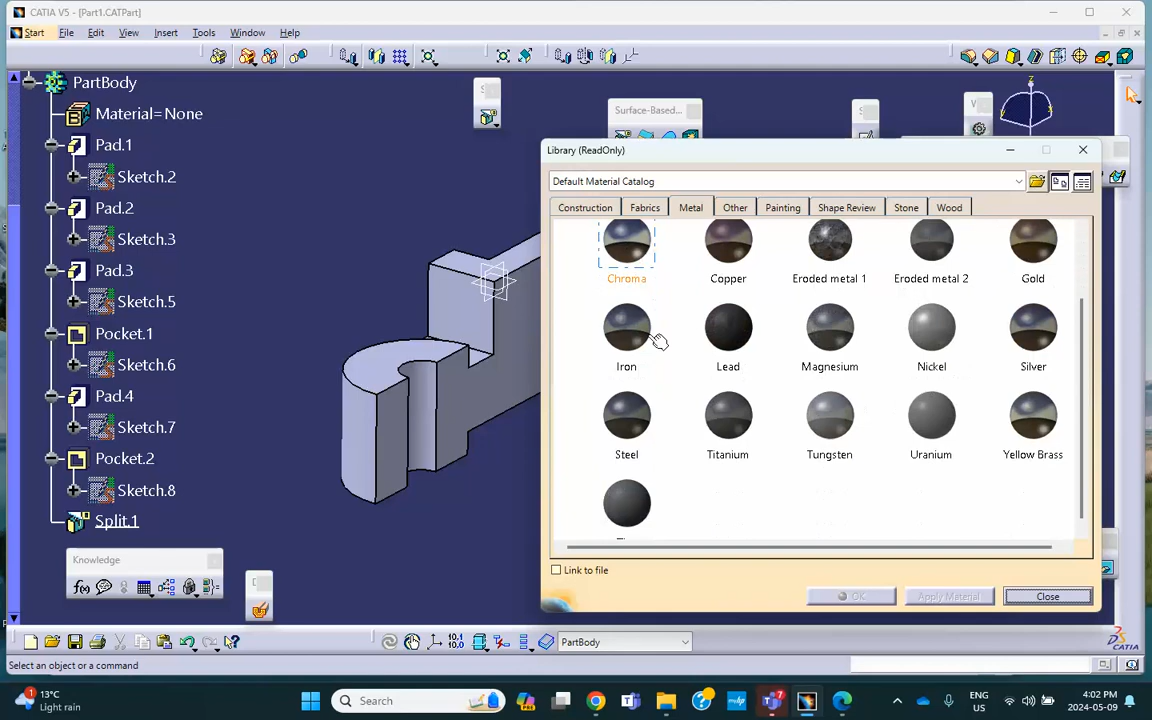 CATIA V5 - [Part1.CATPart]
Start File Edit View Insert Tools Window Help
PartBody
Material=None
Pad.1
Sketch.2
Pad.2
Sketch.3
Pad.3
Sketch.5
Pocket.1
Sketch.6
Pad.4
Sketch.7
Pocket.2
Sketch.8
Split.1
Knowledge
S
Surface-Based...
S
V
Library (ReadOnly)
Default Material Catalog
Construction Fabrics Metal Other Painting Shape Review Stone Wood
Chroma Copper Eroded metal 1 Eroded metal 2 Gold
Iron Lead Magnesium Nickel Silver
Steel Titanium Tungsten Uranium Yellow Brass
Link to file
OK Apply Material Close
PartBody
Select an object or a command
13°C
Light rain
Search
ENG
US
4:02 PM
2024-05-09